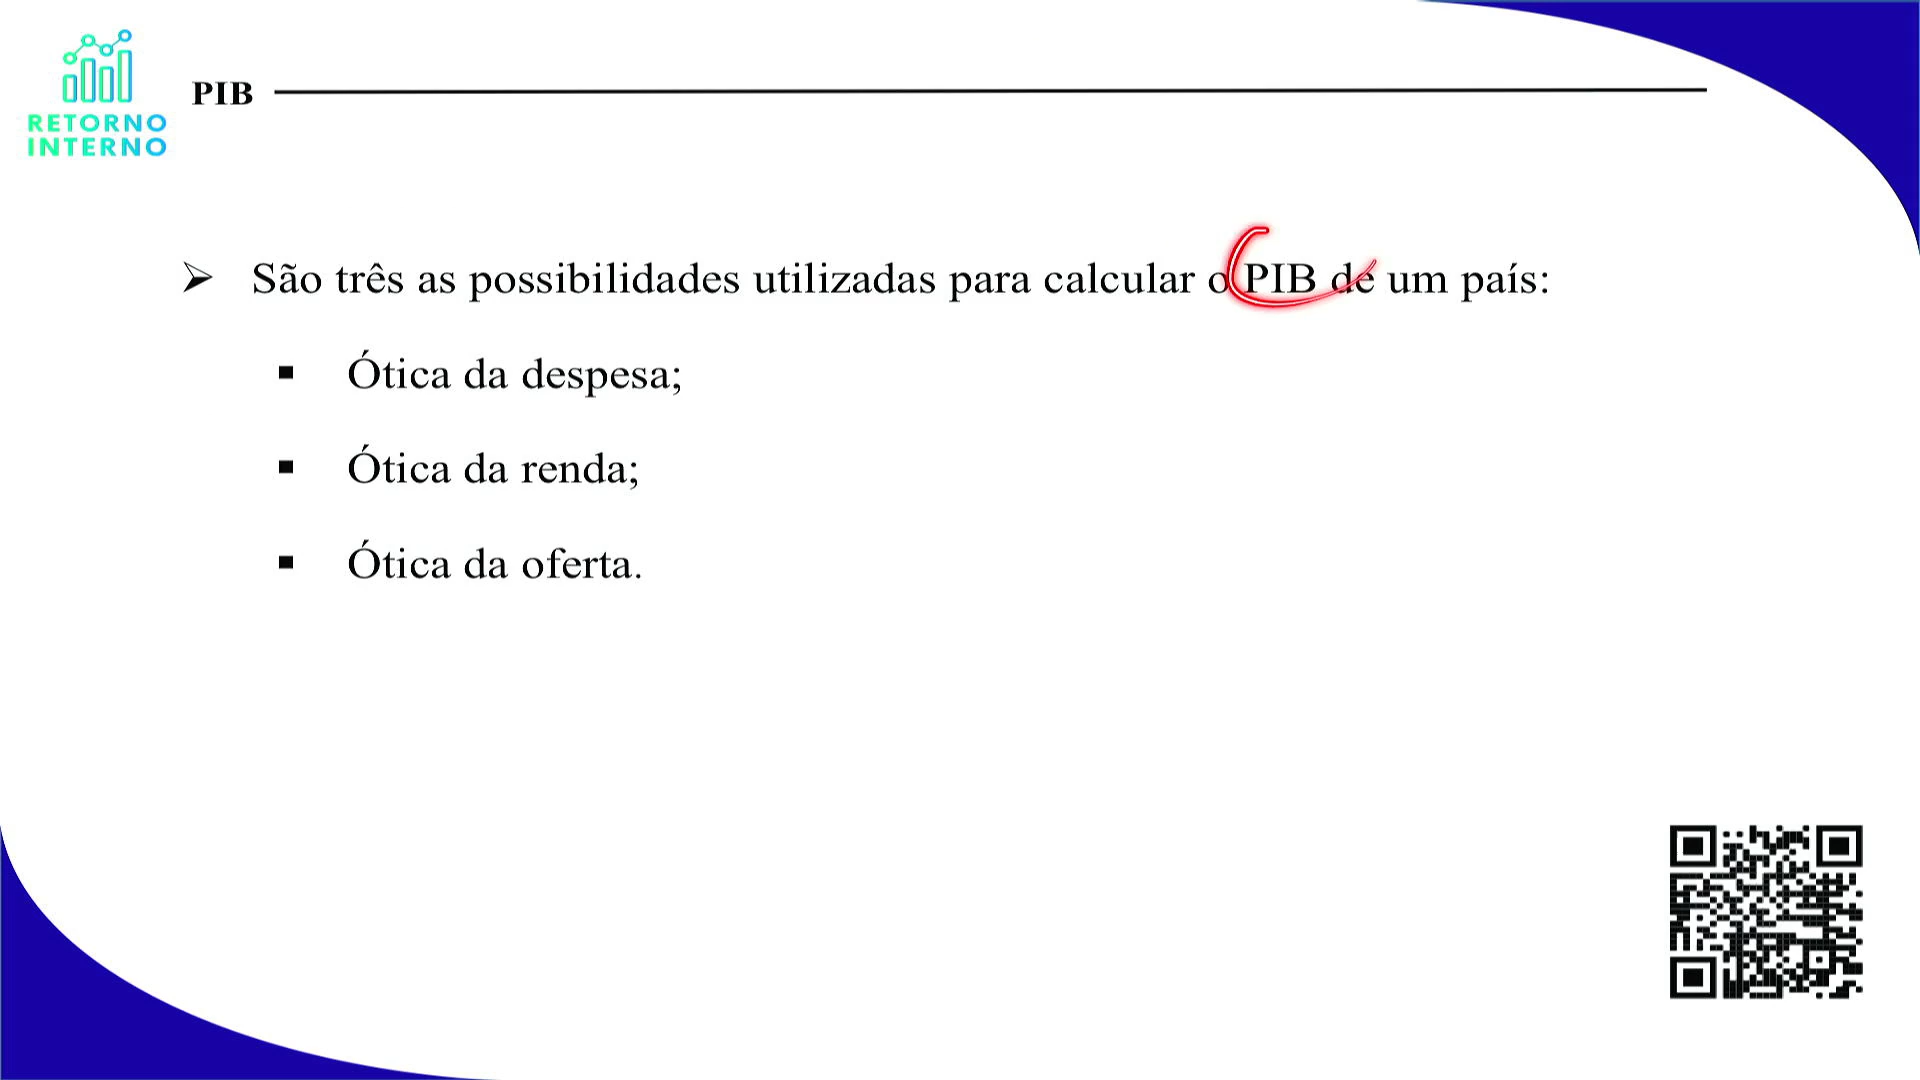 RETORNO
INTERNO
PIB
São três as possibilidades utilizadas para calcular o PIB de um país:
Ótica da despesa;
Ótica da renda;
Ótica da oferta.